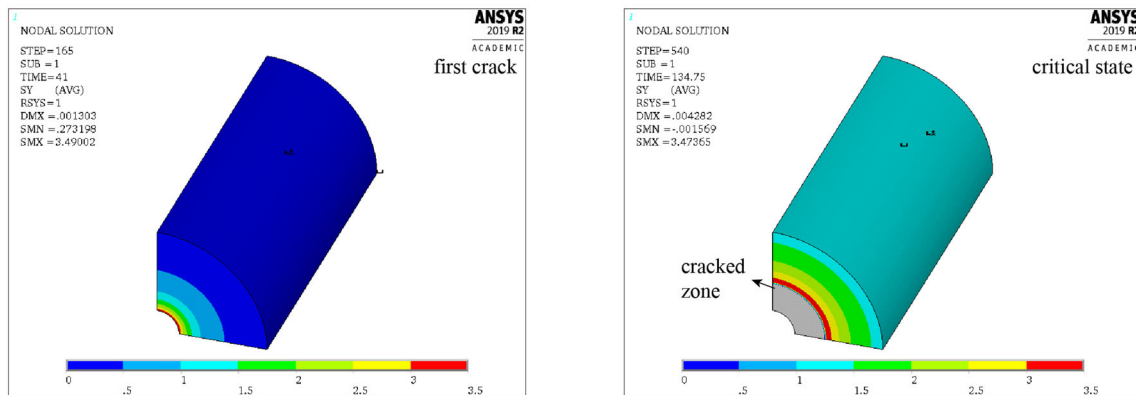 1
NODAL SOLUTION
STEP=165
SUB =1
TIME=41
SY (AVG)
RSYS=1
DMX =.001303
SMN =.273198
SMX =3.49002
ANSYS
2019 R2
ACADEMIC
first crack
0 .5 1 1.5 2 2.5 3 3.5
1
NODAL SOLUTION
STEP=540
SUB =1
TIME=134.75
SY (AVG)
RSYS=1
DMX =.004282
SMN =-.001569
SMX =3.47365
ANSYS
2019 R2
ACADEMIC
critical state
cracked
zone
0 .5 1 1.5 2 2.5 3 3.5